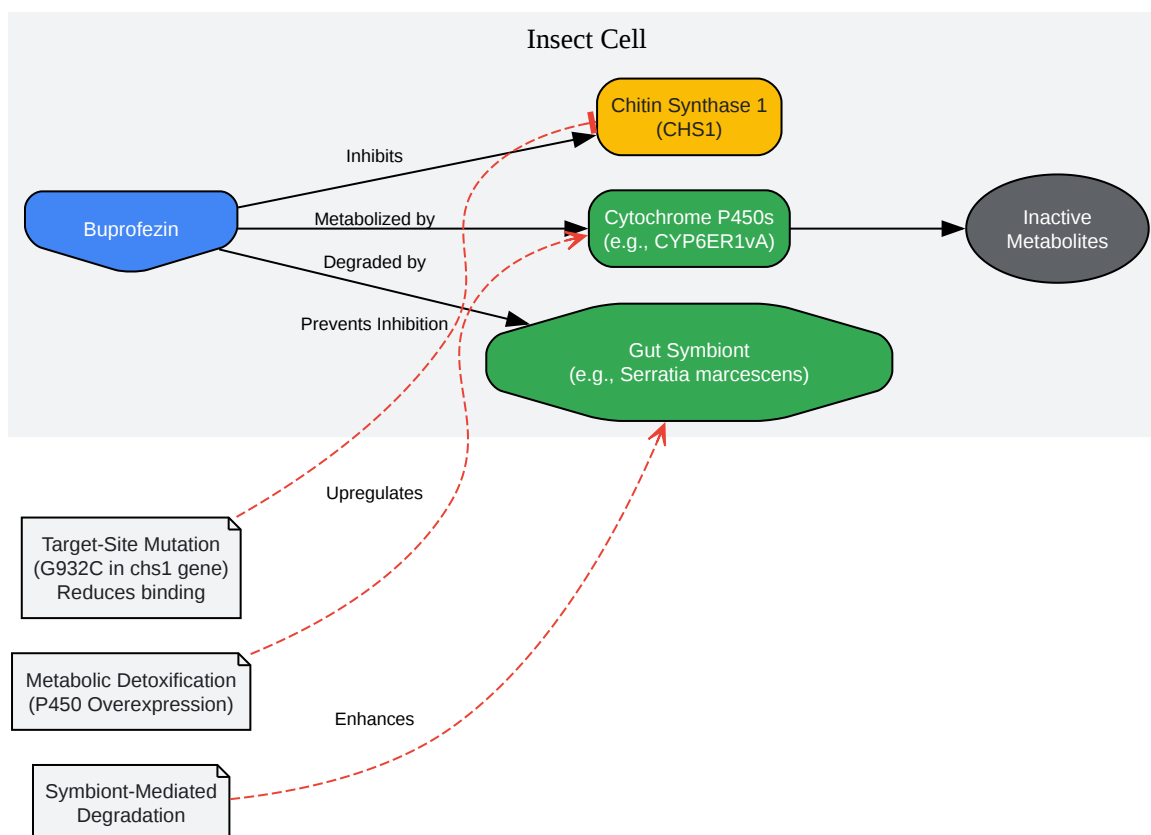 Insect Cell
Chitin Synthase 1
(CHS1)
Inhibits
Buprofezin
Metabolized by
Cytochrome P450s
(e.g., CYP6ER1vA)
Inactive
Metabolites
Degraded by
Prevents Inhibition
Gut Symbiont
(e.g., Serratia marcescens)
Upregulates
Target-Site Mutation
(G932C in chs1 gene)
Reduces binding
Metabolic Detoxification
(P450 Overexpression)
Enhances
Symbiont-Mediated
Degradation